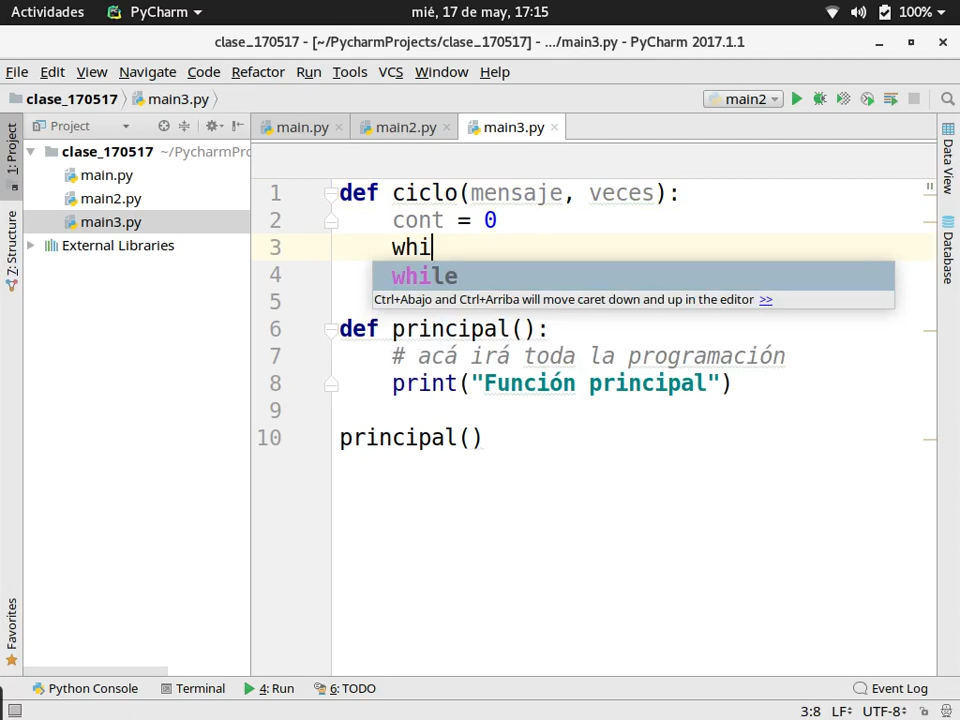 Actividades PyCharm mié, 17 de may, 17:15 100%
clase_170517 - [~/PycharmProjects/clase_170517] - .../main3.py - PyCharm 2017.1.1
File Edit View Navigate Code Refactor Run Tools VCS Window Help
clase_170517 main3.py main2
Project main.py main2.py main3.py
clase_170517 ~/PycharmPro
main.py
main2.py
main3.py
External Libraries
1: Project
7: Structure
Favorites
1 def ciclo(mensaje, veces):
2 cont = 0
3 whi
while
Ctrl+Abajo and Ctrl+Arriba will move caret down and up in the editor >>
4
5
6 def principal():
7 # acá irá toda la programación
8 print("Función principal")
9
10 principal()
Data View
Database
Python Console Terminal 4: Run 6: TODO Event Log
3:8 LF UTF-8